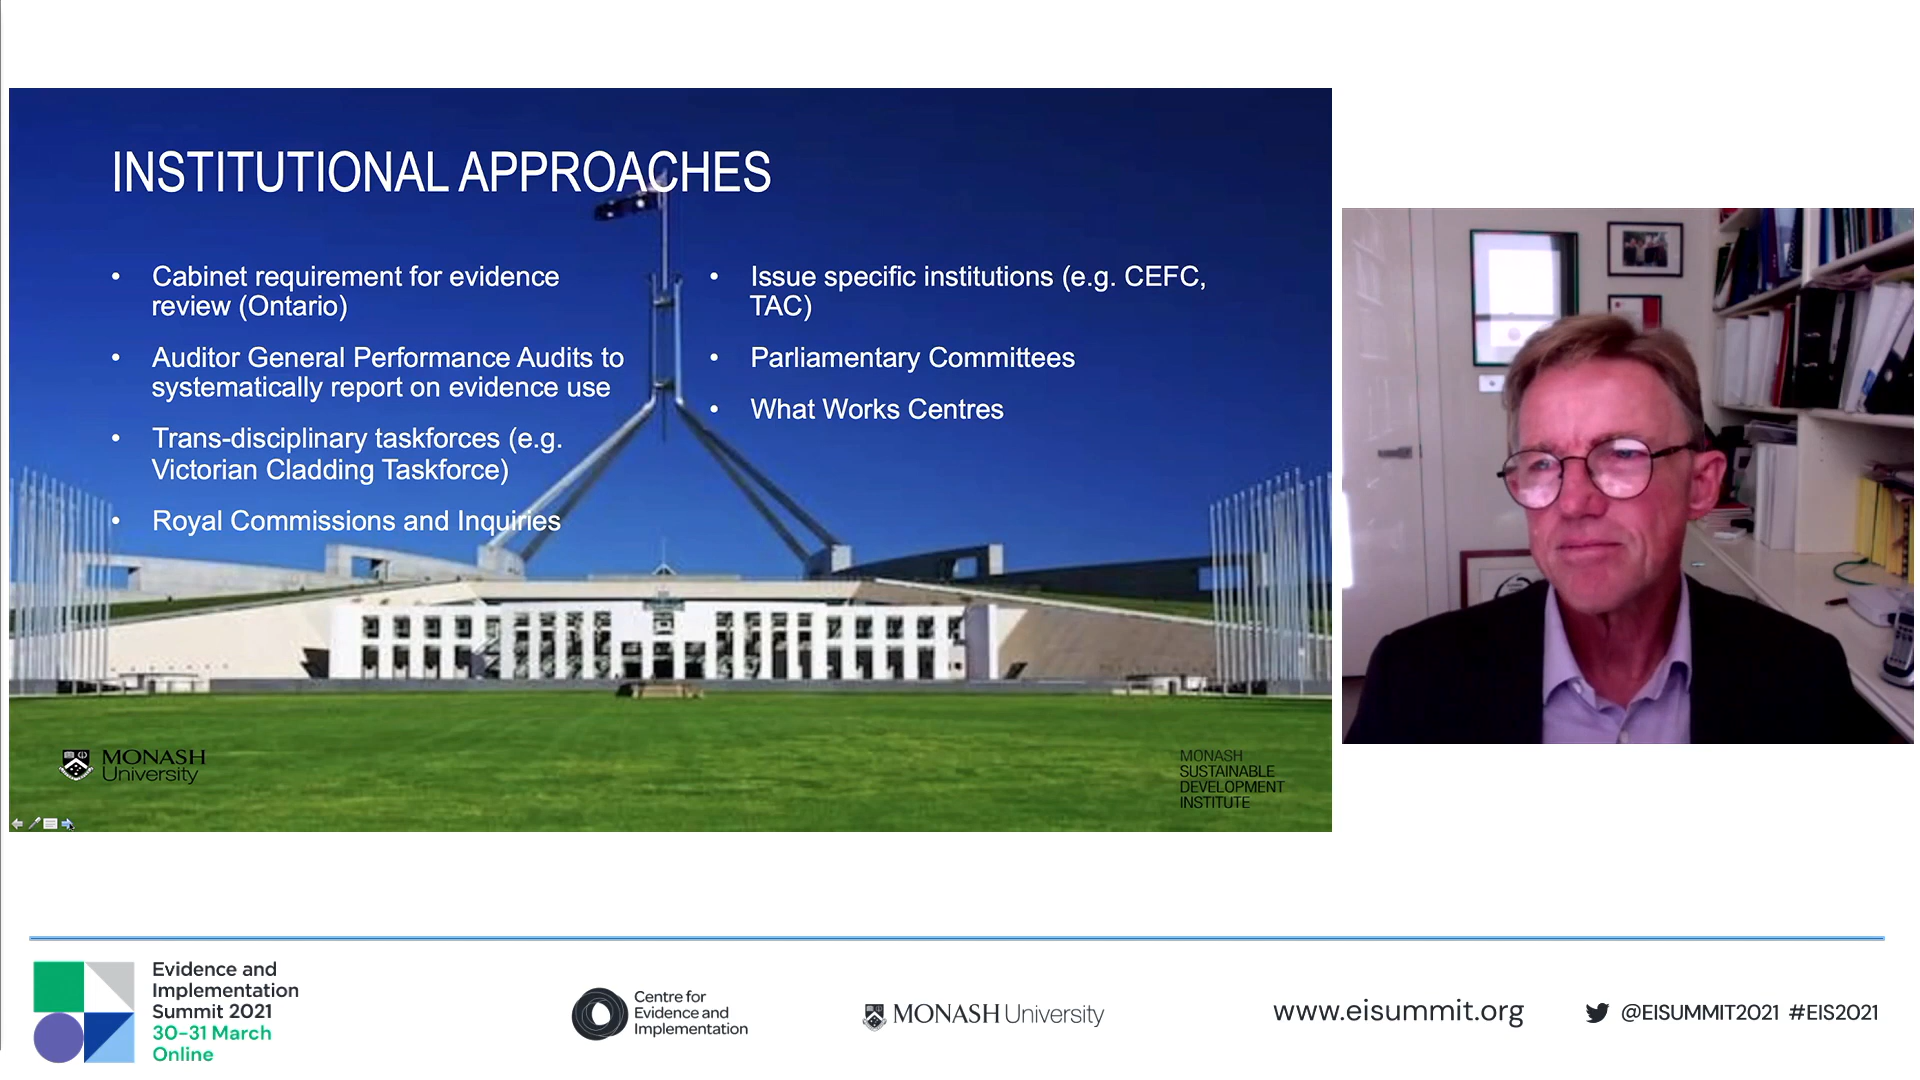 INSTITUTIONAL APPROACHES
• Cabinet requirement for evidence
review (Ontario)
• Auditor General Performance Audits to
systematically report on evidence use
• Trans-disciplinary taskforces (e.g.
Victorian Cladding Taskforce)
• Royal Commissions and Inquiries
• Issue specific institutions (e.g. CEFC,
TAC)
• Parliamentary Committees
• What Works Centres
MONASH
University
MONASH
SUSTAINABLE
DEVELOPMENT
INSTITUTE
Evidence and
Implementation
Summit 2021
30–31 March
Online
Centre for
Evidence and
Implementation
MONASH University
www.eisummit.org
@EISUMMIT2021 #EIS2021